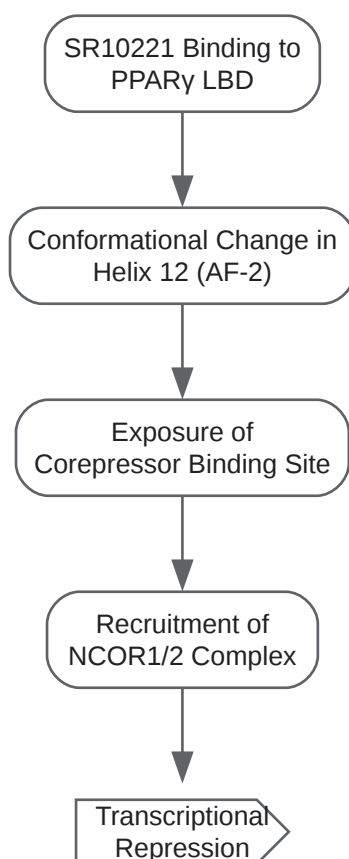 SR10221 Binding to
PPARγ LBD
Conformational Change in
Helix 12 (AF-2)
Exposure of
Corepressor Binding Site
Recruitment of
NCOR1/2 Complex
Transcriptional
Repression